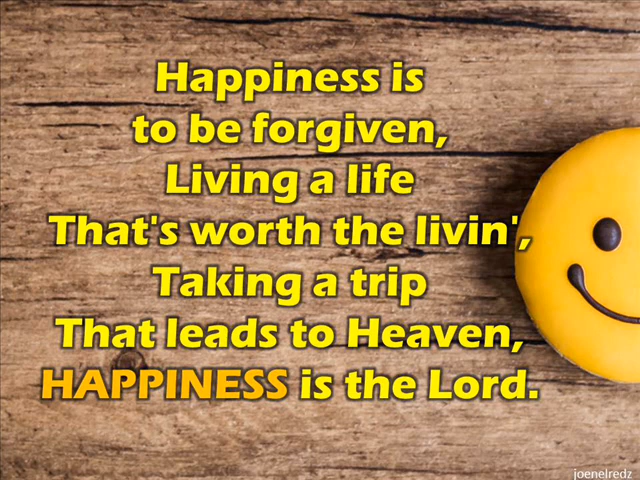 Happiness is
to be forgiven,
Living a life
That's worth the livin',
Taking a trip
That leads to Heaven,
HAPPINESS is the Lord.
joenelredz